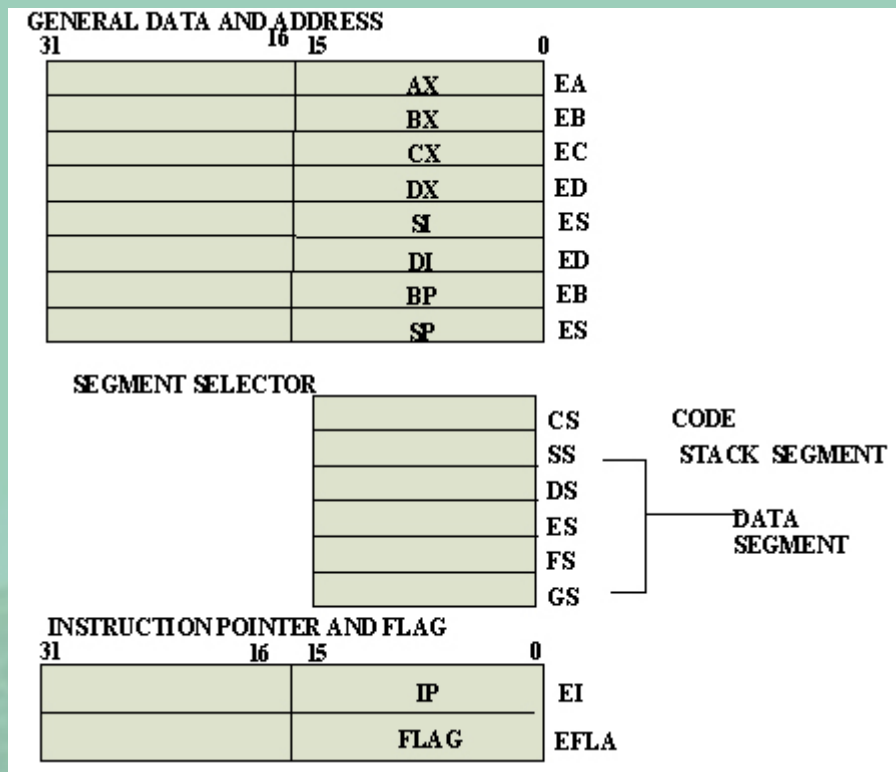 GENERAL DATA AND ADDRESS
31 16 15 0
AX EA
BX EB
CX EC
DX ED
SI ES
DI ED
BP EB
SP ES
SEGMENT SELECTOR
CS CODE
SS STACK SEGMENT
DS
ES DATA
SEGMENT
FS
GS
INSTRUCTION POINTER AND FLAG
31 16 15 0
IP EI
FLAG EFLA